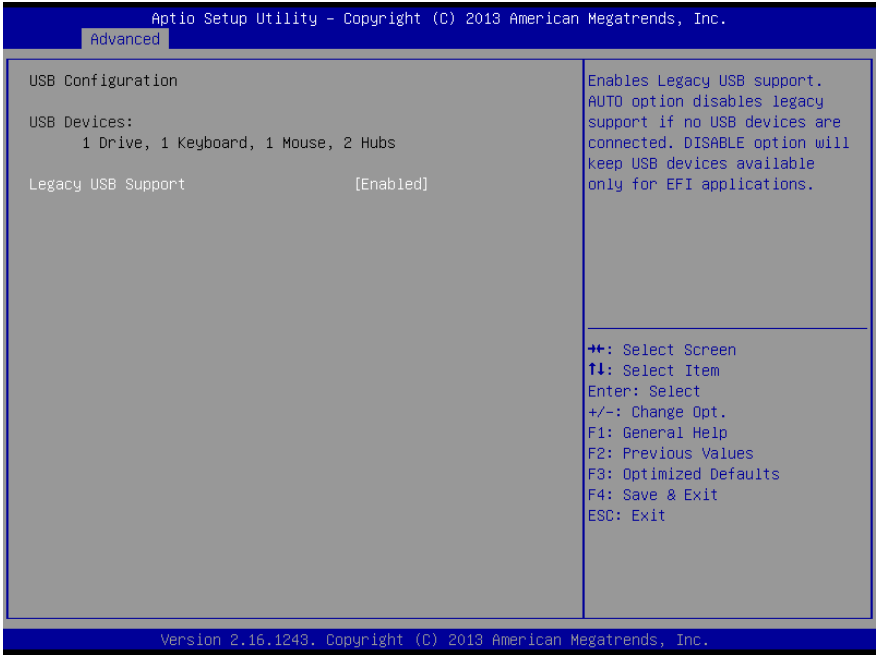 Aptio Setup Utility – Copyright (C) 2013 American Megatrends, Inc.
Advanced
USB Configuration
USB Devices:
1 Drive, 1 Keyboard, 1 Mouse, 2 Hubs
Legacy USB Support [Enabled]
Enables Legacy USB support.
AUTO option disables legacy
support if no USB devices are
connected. DISABLE option will
keep USB devices available
only for EFI applications.
→←: Select Screen
↑↓: Select Item
Enter: Select
+/-: Change Opt.
F1: General Help
F2: Previous Values
F3: Optimized Defaults
F4: Save & Exit
ESC: Exit
Version 2.16.1243. Copyright (C) 2013 American Megatrends, Inc.